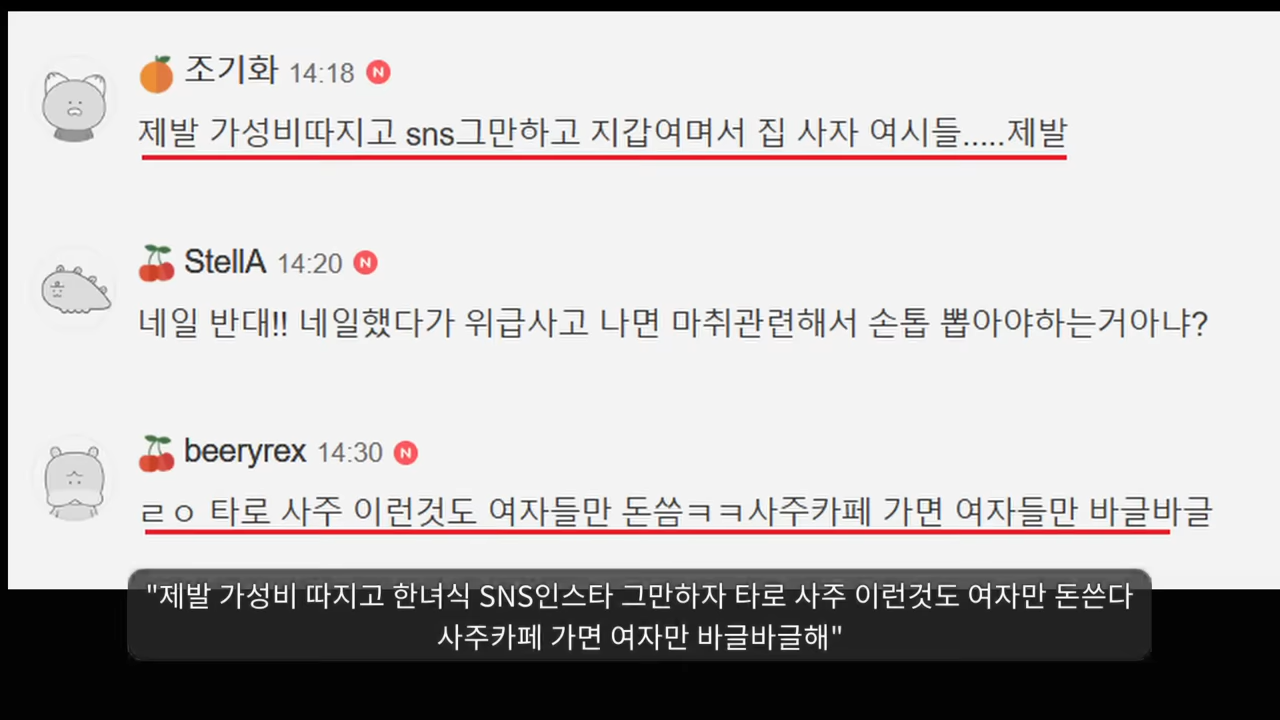 조기화 14:18 N
제발 가성비따지고 sns그만하고 지갑여며서 집 사자 여시들.....제발
StellA 14:20 N
네일 반대!! 네일했다가 위급사고 나면 마취관련해서 손톱 뽑아야하는거아냐?
beeryrex 14:30 N
ㄹㅇ 타로 사주 이런것도 여자들만 돈씀ㅋㅋ사주카페 가면 여자들만 바글바글
"제발 가성비 따지고 한녀식 SNS인스타 그만하자 타로 사주 이런것도 여자만 돈쓴다
사주카페 가면 여자만 바글바글해"